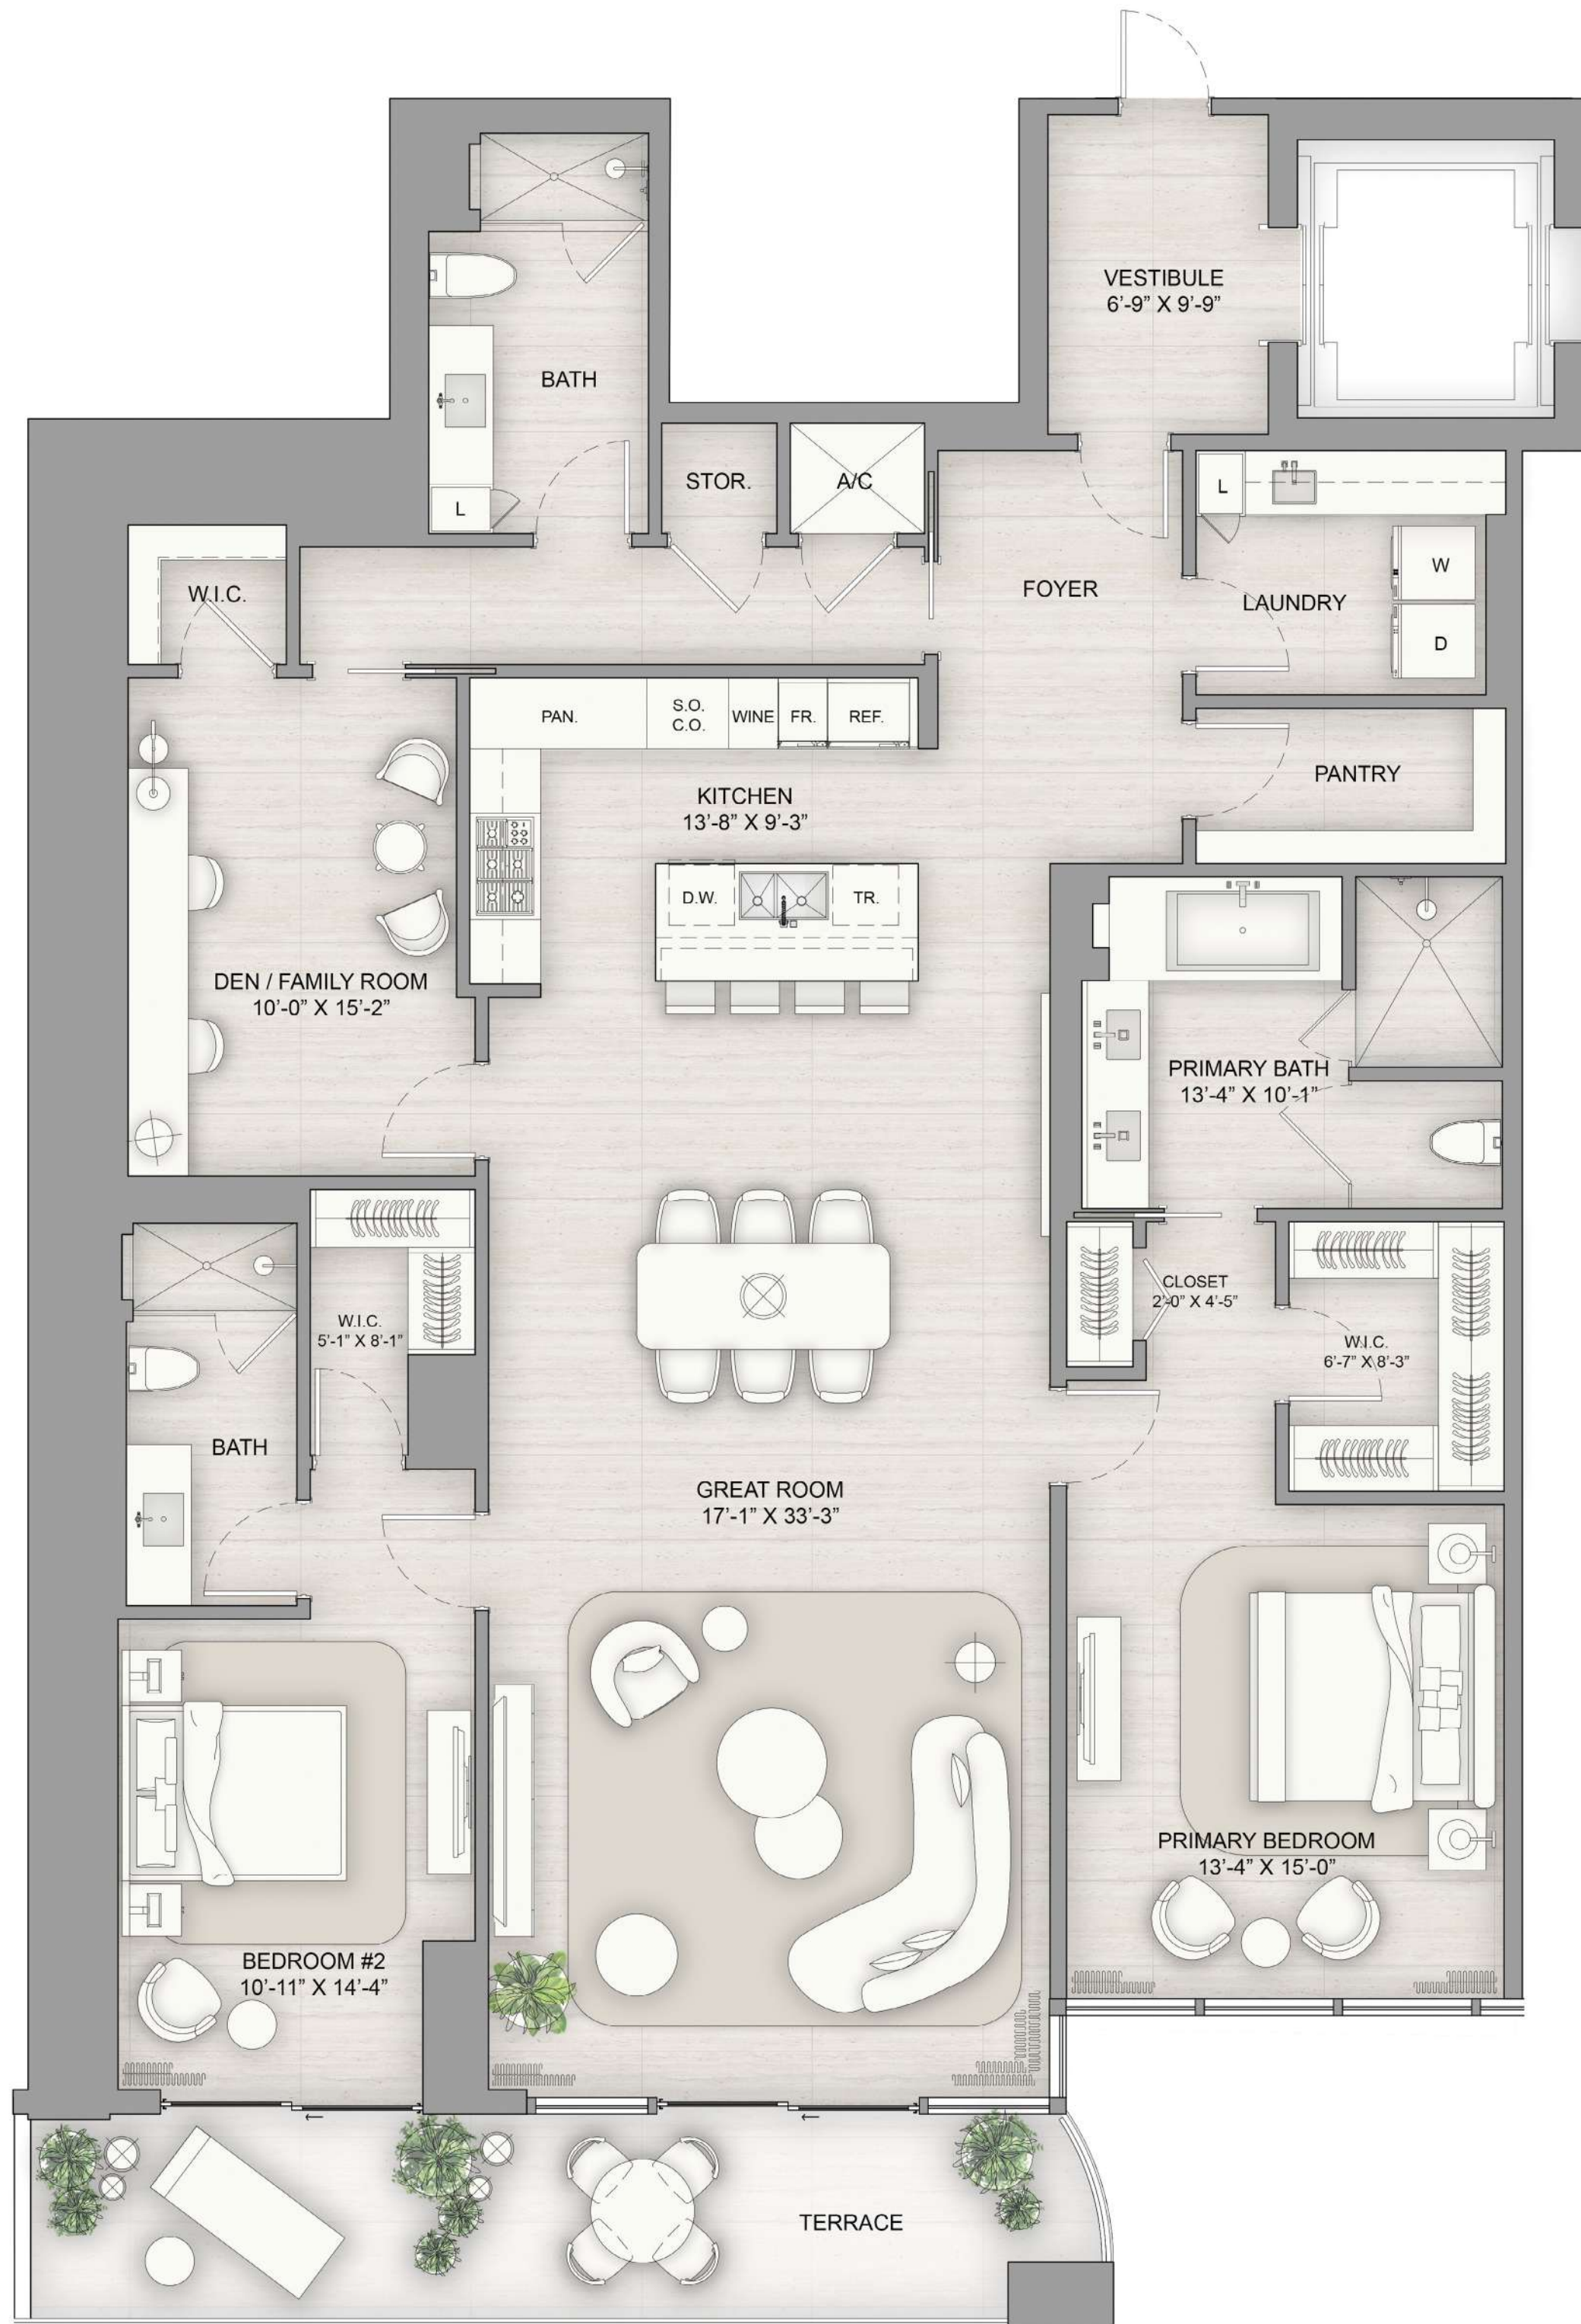 VESTIBULE
6'-9" X 9'-9"
BATH
STOR.
A/C
L
L
W.I.C.
FOYER
LAUNDRY
W
D
PAN.
S.O.
C.O.
WINE
FR.
REF.
KITCHEN
13'-8" X 9'-3"
PANTRY
D.W.
TR.
DEN / FAMILY ROOM
10'-0" X 15'-2"
PRIMARY BATH
13'-4" X 10'-1"
CLOSET
2'-0" X 4'-5"
W.I.C.
5'-1" X 8'-1"
W.I.C.
6'-7" X 8'-3"
BATH
GREAT ROOM
17'-1" X 33'-3"
PRIMARY BEDROOM
13'-4" X 15'-0"
BEDROOM #2
10'-11" X 14'-4"
TERRACE